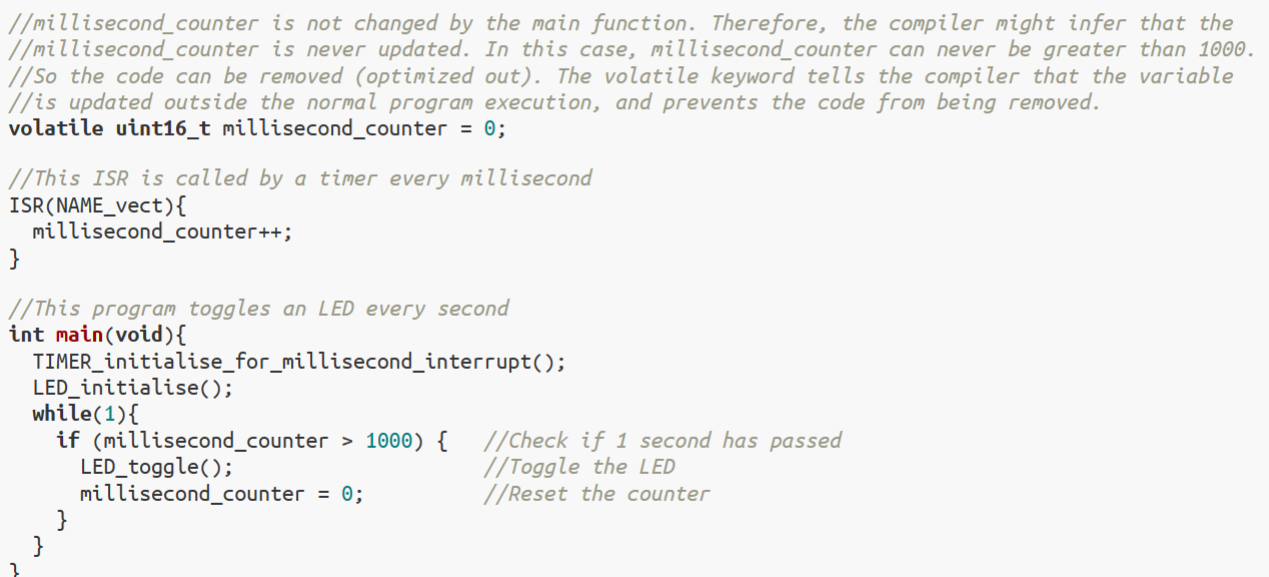 //millisecond_counter is not changed by the main function. Therefore, the compiler might infer that the
//millisecond_counter is never updated. In this case, millisecond_counter can never be greater than 1000.
//So the code can be removed (optimized out). The volatile keyword tells the compiler that the variable
//is updated outside the normal program execution, and prevents the code from being removed.
volatile uint16_t millisecond_counter = 0;

//This ISR is called by a timer every millisecond
ISR(NAME_vect){
  millisecond_counter++;
}

//This program toggles an LED every second
int main(void){
  TIMER_initialise_for_millisecond_interrupt();
  LED_initialise();
  while(1){
    if (millisecond_counter > 1000) {   //Check if 1 second has passed
      LED_toggle();                     //Toggle the LED
      millisecond_counter = 0;          //Reset the counter
    }
  }
}